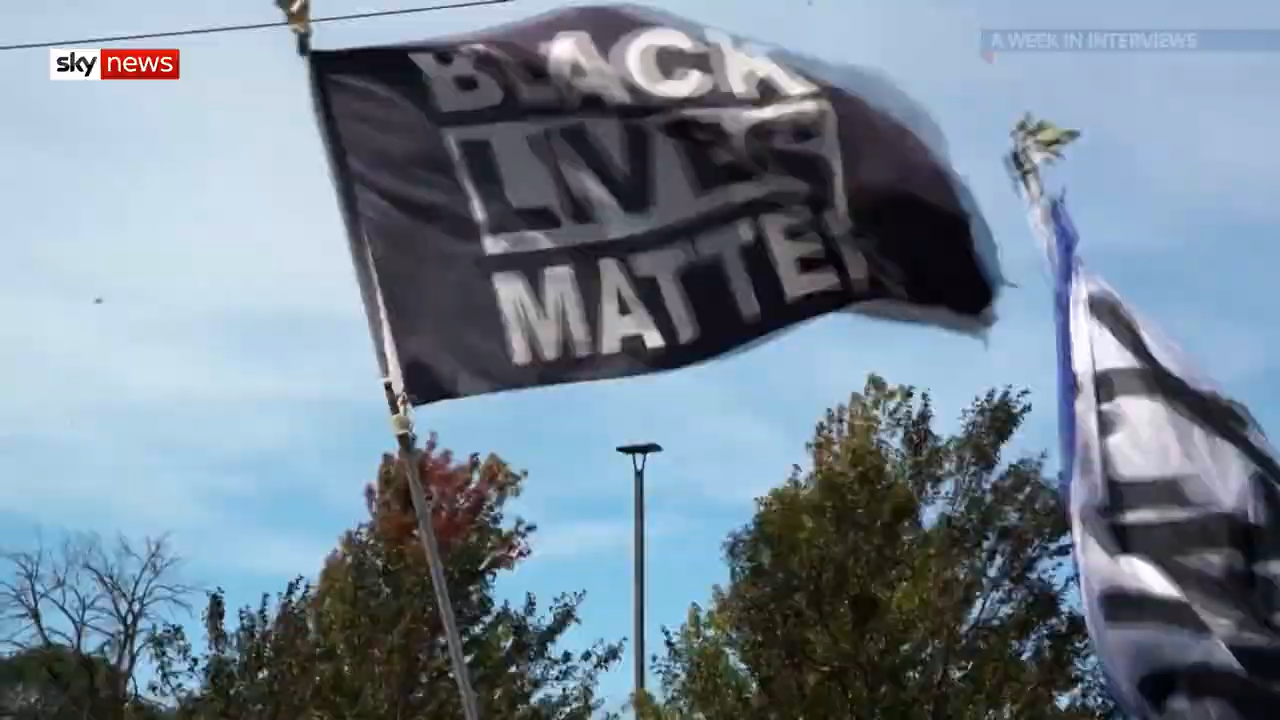 sky news
A WEEK IN INTERVIEWS
BLACK
LIVES
MATTER